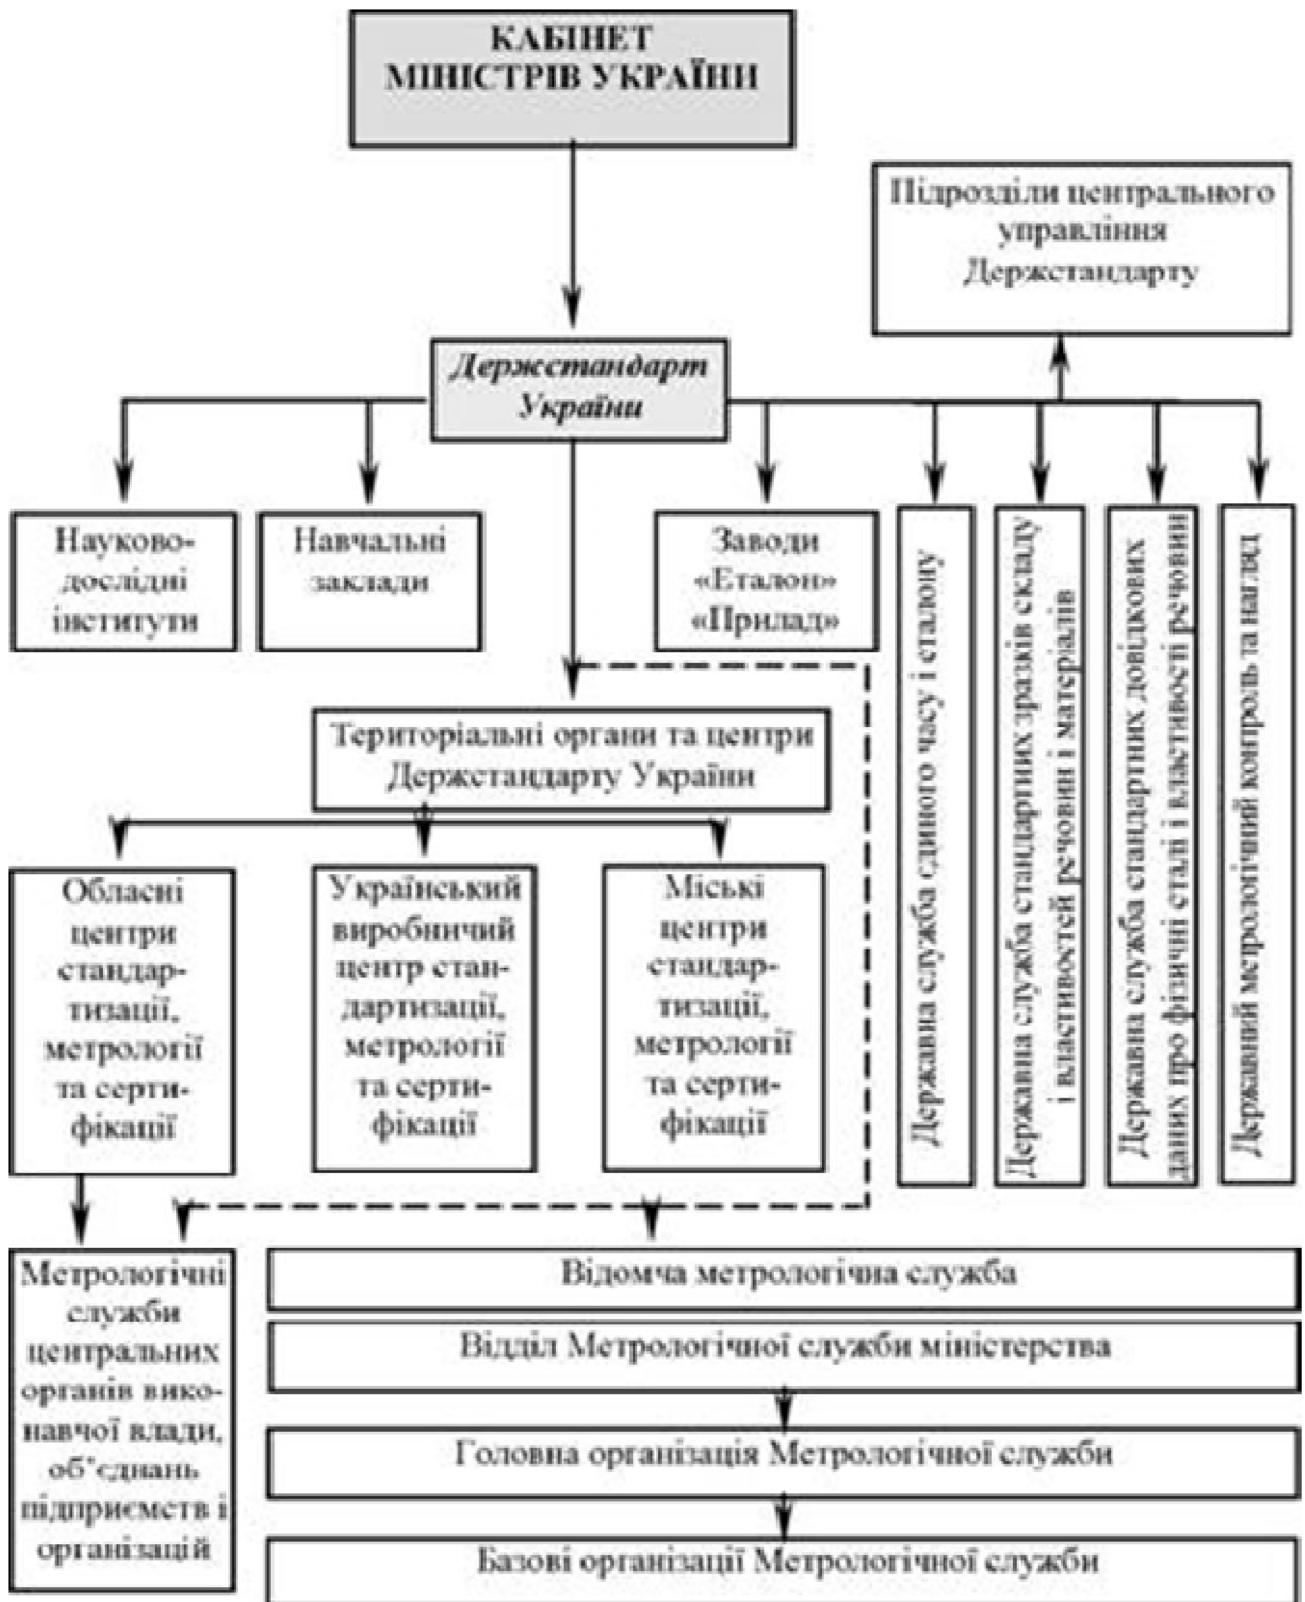 КАБІНЕТ
МІНІСТРІВ УКРАЇНИ
Підрозділи центрального
управління
Держстандарту
Держстандарт
України
Науково-
дослідні
інститути
Навчальні
заклади
Заводи
«Еталон»
«Прилад»
Державна служба єдиного часу і еталону
Державна служба стандартних зразків складу
і властивостей речовин і матеріалів
Державна служба стандартних довідкових
даних про фізичні сталі і властивості речовин
Державний метрологічний контроль та нагляд
Територіальні органи та центри
Держстандарту України
Обласні
центри
стандар-
тизації,
метрології
та серти-
фікації
Український
виробничий
центр стан-
дартизації,
метрології
та серти-
фікації
Міські
центри
стандар-
тизації,
метрології
та серти-
фікації
Метрологічні
служби
центральних
органів вико-
навчої влади,
об’єднань
підприємств і
організацій
Відомча метрологічна служба
Відділ Метрологічної служби міністерства
Головна організація Метрологічної служби
Базові організації Метрологічної служби